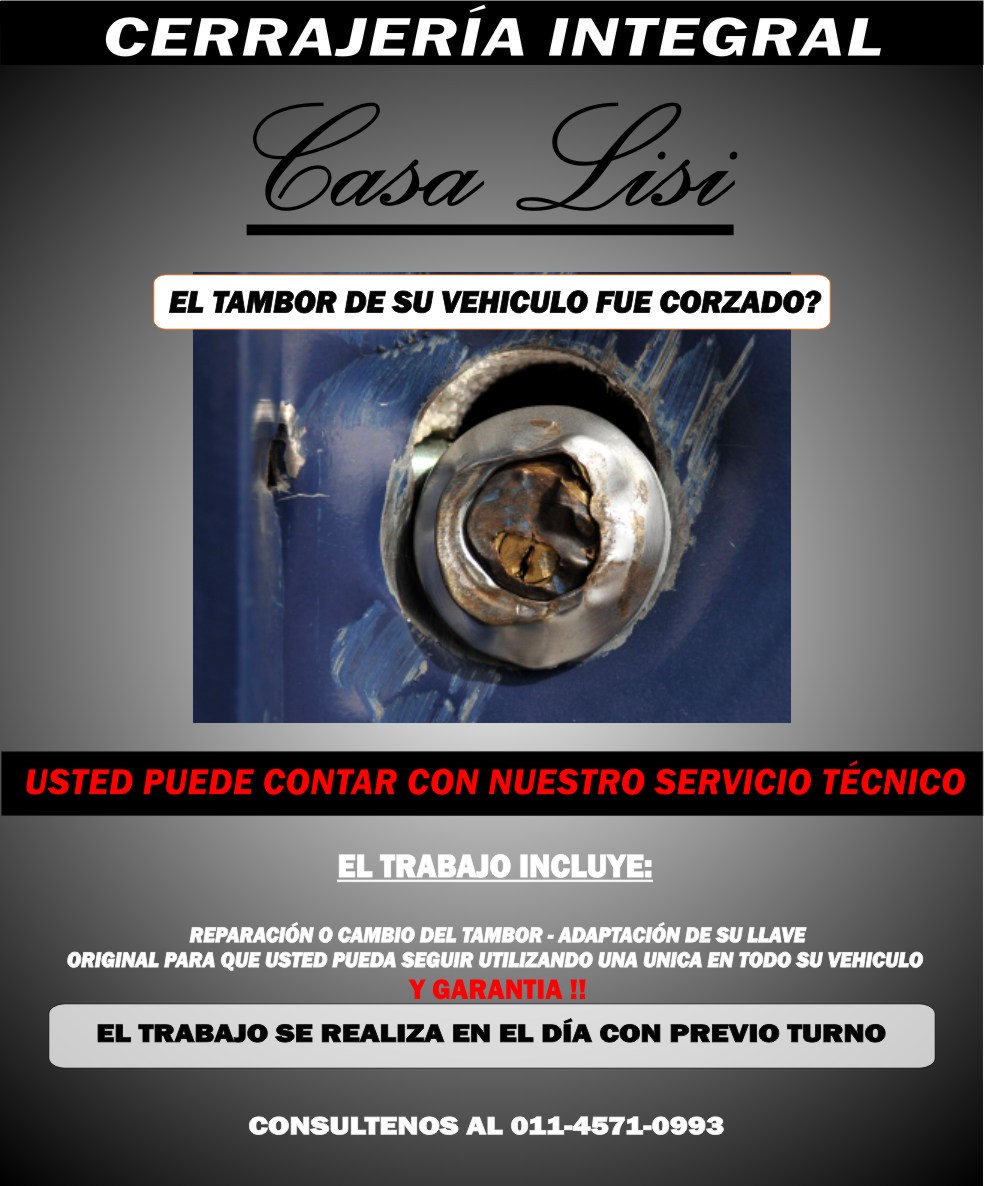 CERRAJERÍA INTEGRAL
Casa Lisi
EL TAMBOR DE SU VEHICULO FUE CORZADO?
USTED PUEDE CONTAR CON NUESTRO SERVICIO TÉCNICO
EL TRABAJO INCLUYE:
REPARACIÓN O CAMBIO DEL TAMBOR - ADAPTACIÓN DE SU LLAVE
ORIGINAL PARA QUE USTED PUEDA SEGUIR UTILIZANDO UNA UNICA EN TODO SU VEHICULO
Y GARANTIA !!
EL TRABAJO SE REALIZA EN EL DÍA CON PREVIO TURNO
CONSULTENOS AL 011-4571-0993